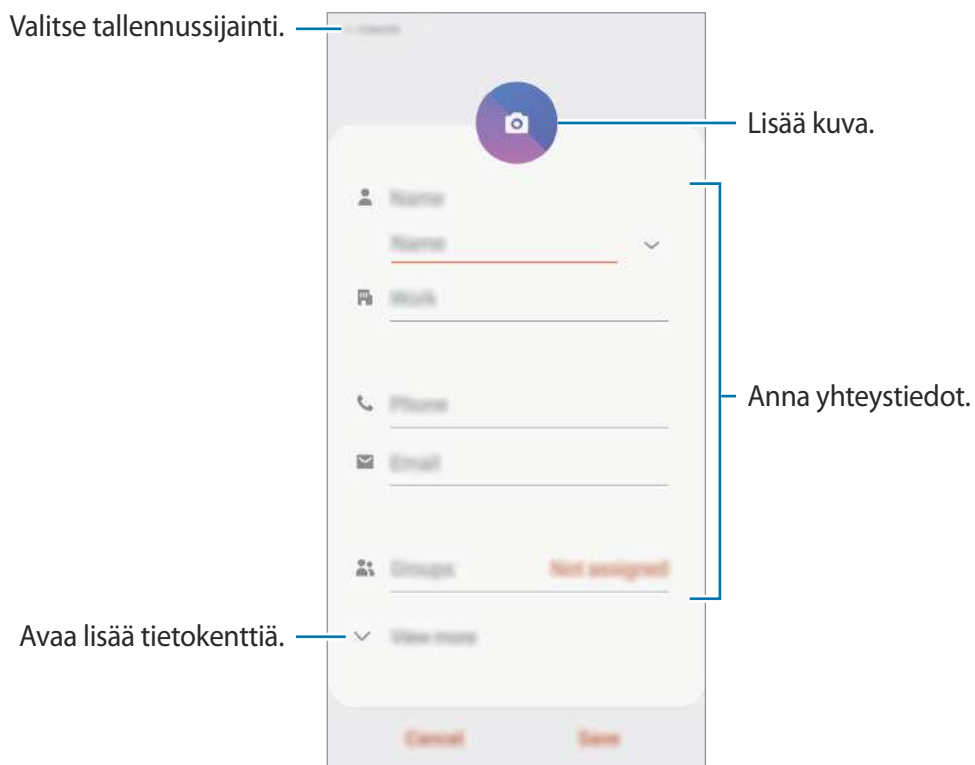 Valitse tallennussijainti.
Lisää kuva.
Name
Name
Work
Phone
Anna yhteystiedot.
Email
Groups Not assigned
Avaa lisää tietokenttiä.
View more
Cancel Save